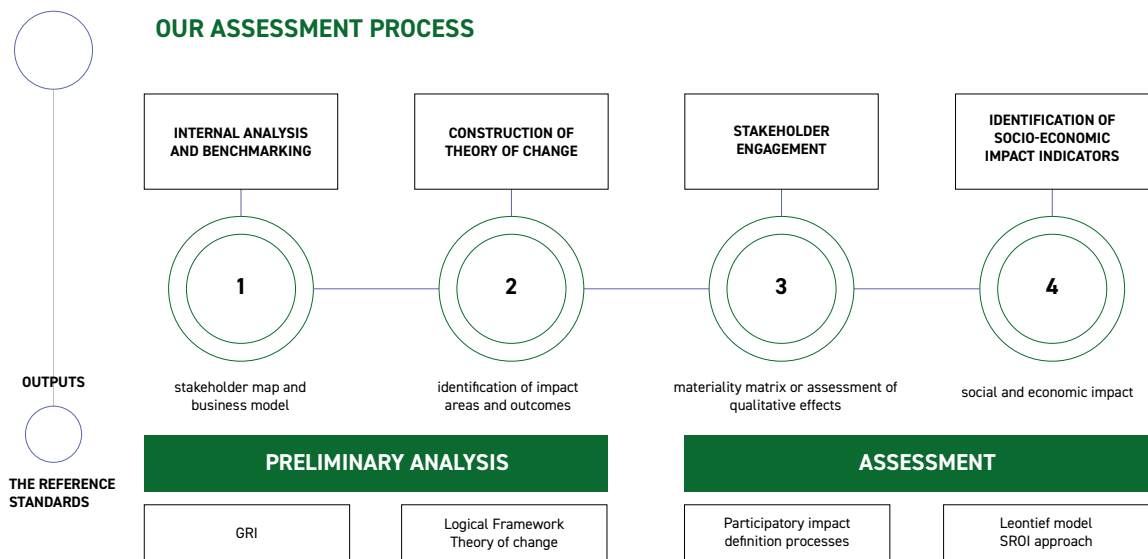 OUR ASSESSMENT PROCESS
INTERNAL ANALYSIS
AND BENCHMARKING
CONSTRUCTION OF
THEORY OF CHANGE
STAKEHOLDER
ENGAGEMENT
IDENTIFICATION OF
SOCIO-ECONOMIC
IMPACT INDICATORS
1
2
3
4
OUTPUTS
stakeholder map and
business model
identification of impact
areas and outcomes
materiality matrix or assessment of
qualitative effects
social and economic impact
PRELIMINARY ANALYSIS
ASSESSMENT
THE REFERENCE
STANDARDS
GRI
Logical Framework
Theory of change
Participatory impact
definition processes
Leontief model
SROI approach